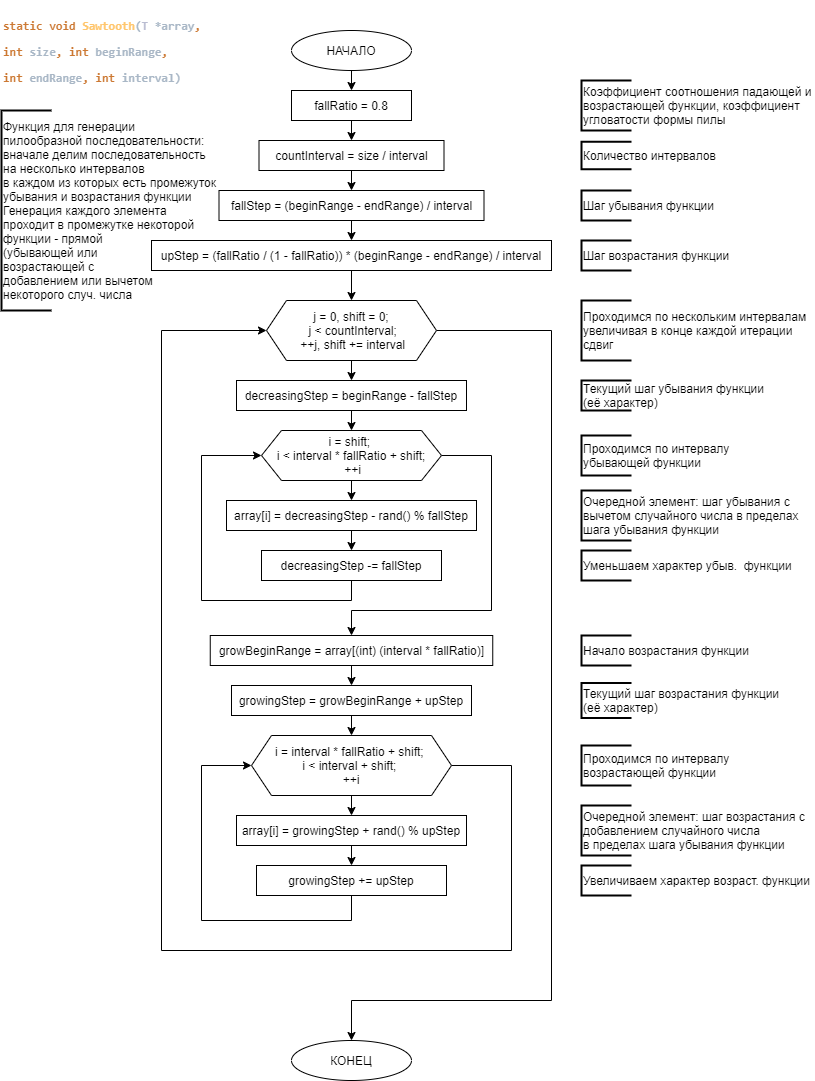 static void Sawtooth(T *array,
int size, int beginRange,
int endRange, int interval)
Функция для генерации
пилообразной последовательности:
вначале делим последовательность
на несколько интервалов
в каждом из которых есть промежуток
убывания и возрастания функции
Генерация каждого элемента
проходит в промежутке некоторой
функции - прямой
(убывающей или
возрастающей с
добавлением или вычетом
некоторого случ. числа
НАЧАЛО
fallRatio = 0.8
Коэффициент соотношения падающей и
возрастающей функции, коэффициент
угловатости формы пилы
countInterval = size / interval
Количество интервалов
fallStep = (beginRange - endRange) / interval
Шаг убывания функции
upStep = (fallRatio / (1 - fallRatio)) * (beginRange - endRange) / interval
Шаг возрастания функции
j = 0, shift = 0;
j < countInterval;
++j, shift += interval
Проходимся по нескольким интервалам
увеличивая в конце каждой итерации
сдвиг
decreasingStep = beginRange - fallStep
Текущий шаг убывания функции
(её характер)
i = shift;
i < interval * fallRatio + shift;
++i
Проходимся по интервалу
убывающей функции
array[i] = decreasingStep - rand() % fallStep
Очередной элемент: шаг убывания с
вычетом случайного числа в пределах
шага убывания функции
decreasingStep -= fallStep
Уменьшаем характер убыв. функции
growBeginRange = array[(int) (interval * fallRatio)]
Начало возрастания функции
growingStep = growBeginRange + upStep
Текущий шаг возрастания функции
(её характер)
i = interval * fallRatio + shift;
i < interval + shift;
++i
Проходимся по интервалу
возрастающей функции
array[i] = growingStep + rand() % upStep
Очередной элемент: шаг возрастания с
добавлением случайного числа
в пределах шага убывания функции
growingStep += upStep
Увеличиваем характер возраст. функции
КОНЕЦ